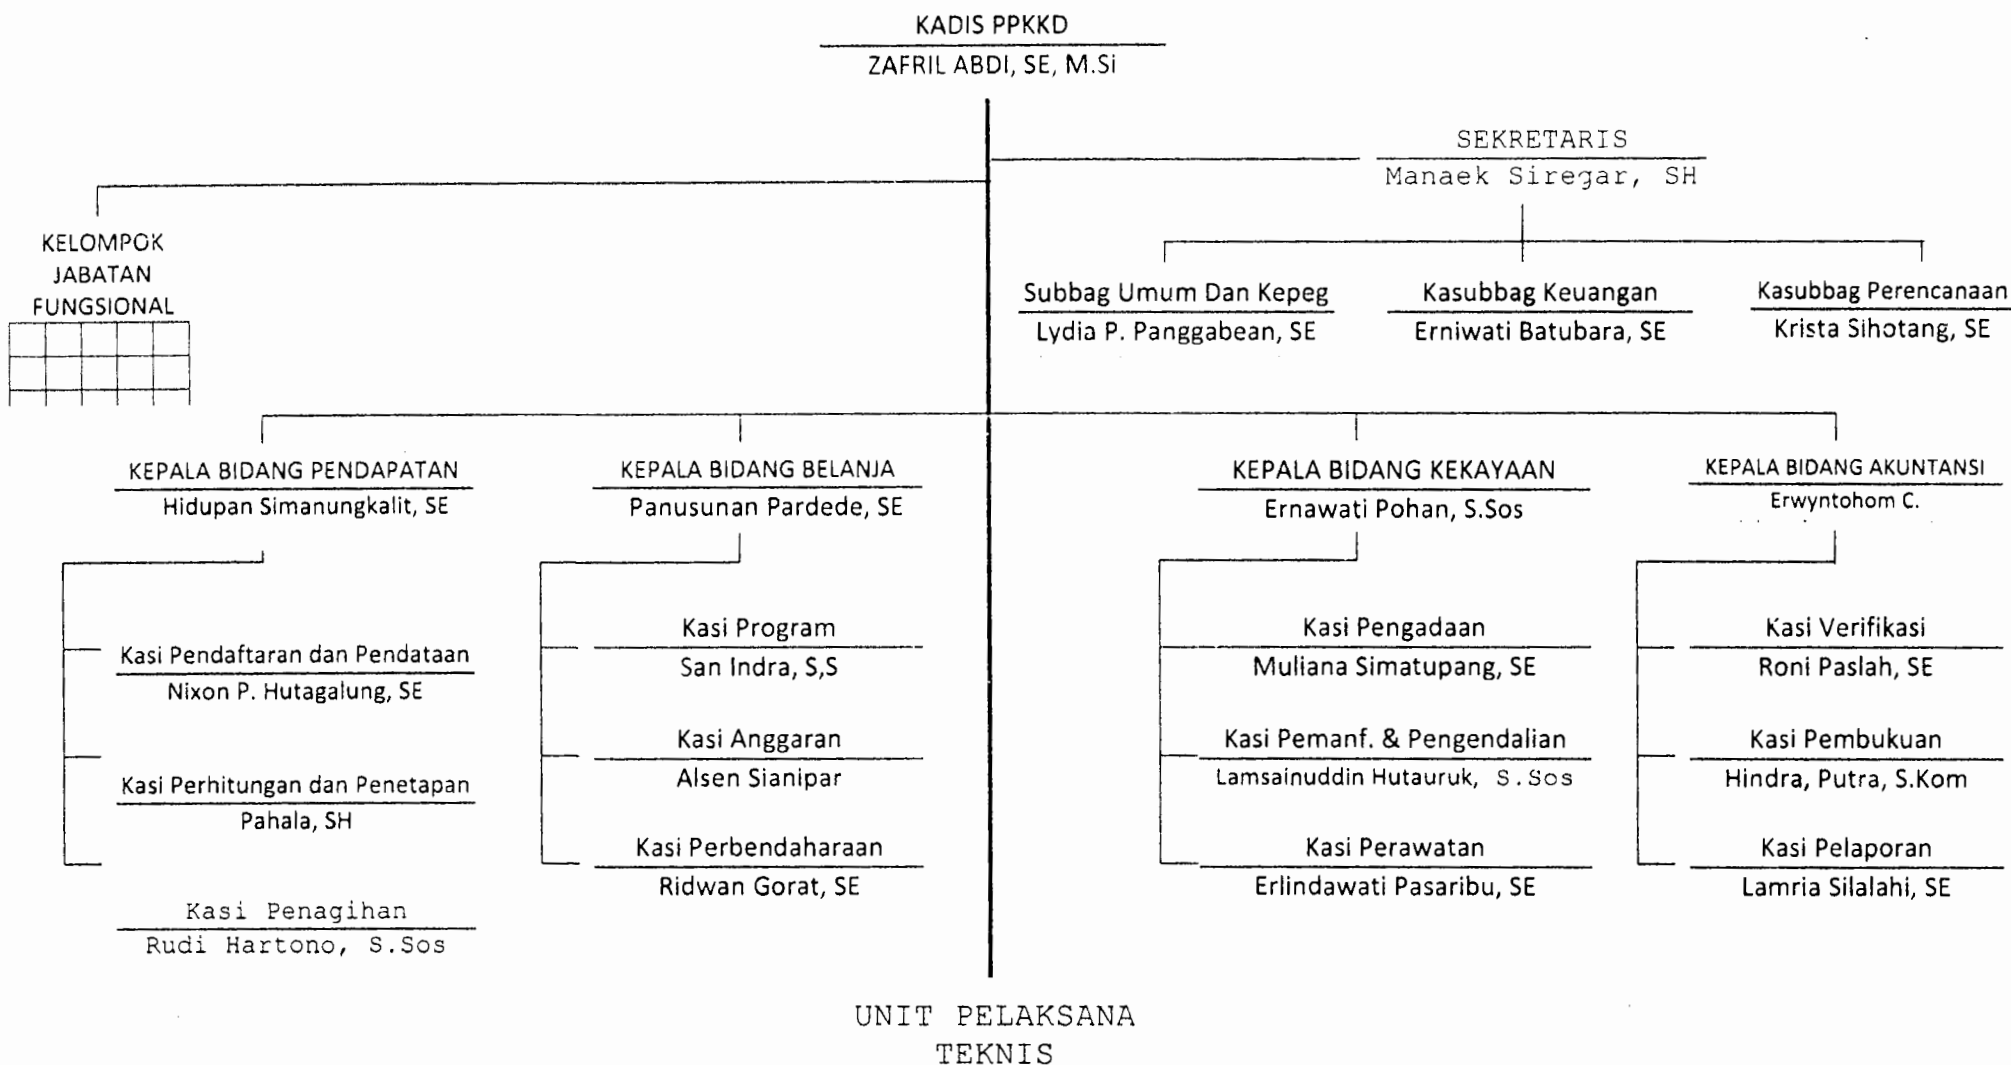 KADIS PPKKD
ZAFRIL ABDI, SE, M.Si
SEKRETARIS
Manaek Siregar, SH
KELOMPOK
JABATAN
FUNGSIONAL
Subbag Umum Dan Kepeg
Lydia P. Panggabean, SE
Kasubbag Keuangan
Erniwati Batubara, SE
Kasubbag Perencanaan
Krista Sihotang, SE
KEPALA BIDANG PENDAPATAN
Hidupan Simanungkalit, SE
KEPALA BIDANG BELANJA
Panusunan Pardede, SE
KEPALA BIDANG KEKAYAAN
Ernawati Pohan, S.Sos
KEPALA BIDANG AKUNTANSI
Erwyntohom C.
Kasi Pendaftaran dan Pendataan
Nixon P. Hutagalung, SE
Kasi Perhitungan dan Penetapan
Pahala, SH
Kasi Penagihan
Rudi Hartono, S.Sos
Kasi Program
San Indra, S,S
Kasi Anggaran
Alsen Sianipar
Kasi Perbendaharaan
Ridwan Gorat, SE
Kasi Pengadaan
Muliana Simatupang, SE
Kasi Pemanf. & Pengendalian
Lamsainuddin Hutauruk, S.Sos
Kasi Perawatan
Erlindawati Pasaribu, SE
Kasi Verifikasi
Roni Paslah, SE
Kasi Pembukuan
Hindra, Putra, S.Kom
Kasi Pelaporan
Lamria Silalahi, SE
UNIT PELAKSANA
TEKNIS